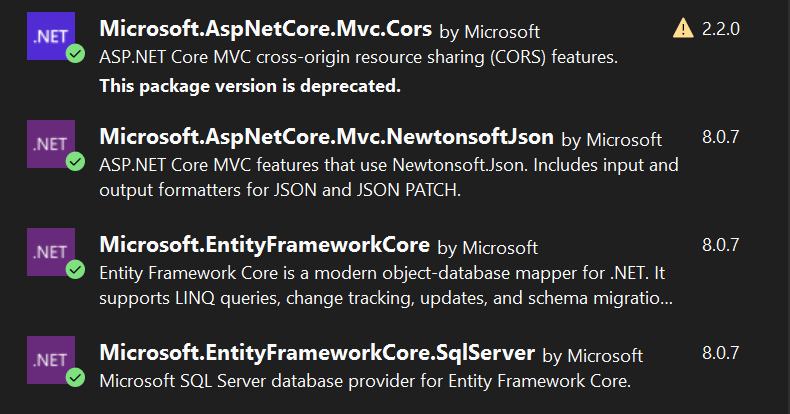 .NET
Microsoft.AspNetCore.Mvc.Cors by Microsoft 2.2.0
ASP.NET Core MVC cross-origin resource sharing (CORS) features.
This package version is deprecated.
.NET
Microsoft.AspNetCore.Mvc.NewtonsoftJson by Microsoft 8.0.7
ASP.NET Core MVC features that use Newtonsoft.Json. Includes input and
output formatters for JSON and JSON PATCH.
.NET
Microsoft.EntityFrameworkCore by Microsoft 8.0.7
Entity Framework Core is a modern object-database mapper for .NET. It
supports LINQ queries, change tracking, updates, and schema migratio...
.NET
Microsoft.EntityFrameworkCore.SqlServer by Microsoft 8.0.7
Microsoft SQL Server database provider for Entity Framework Core.